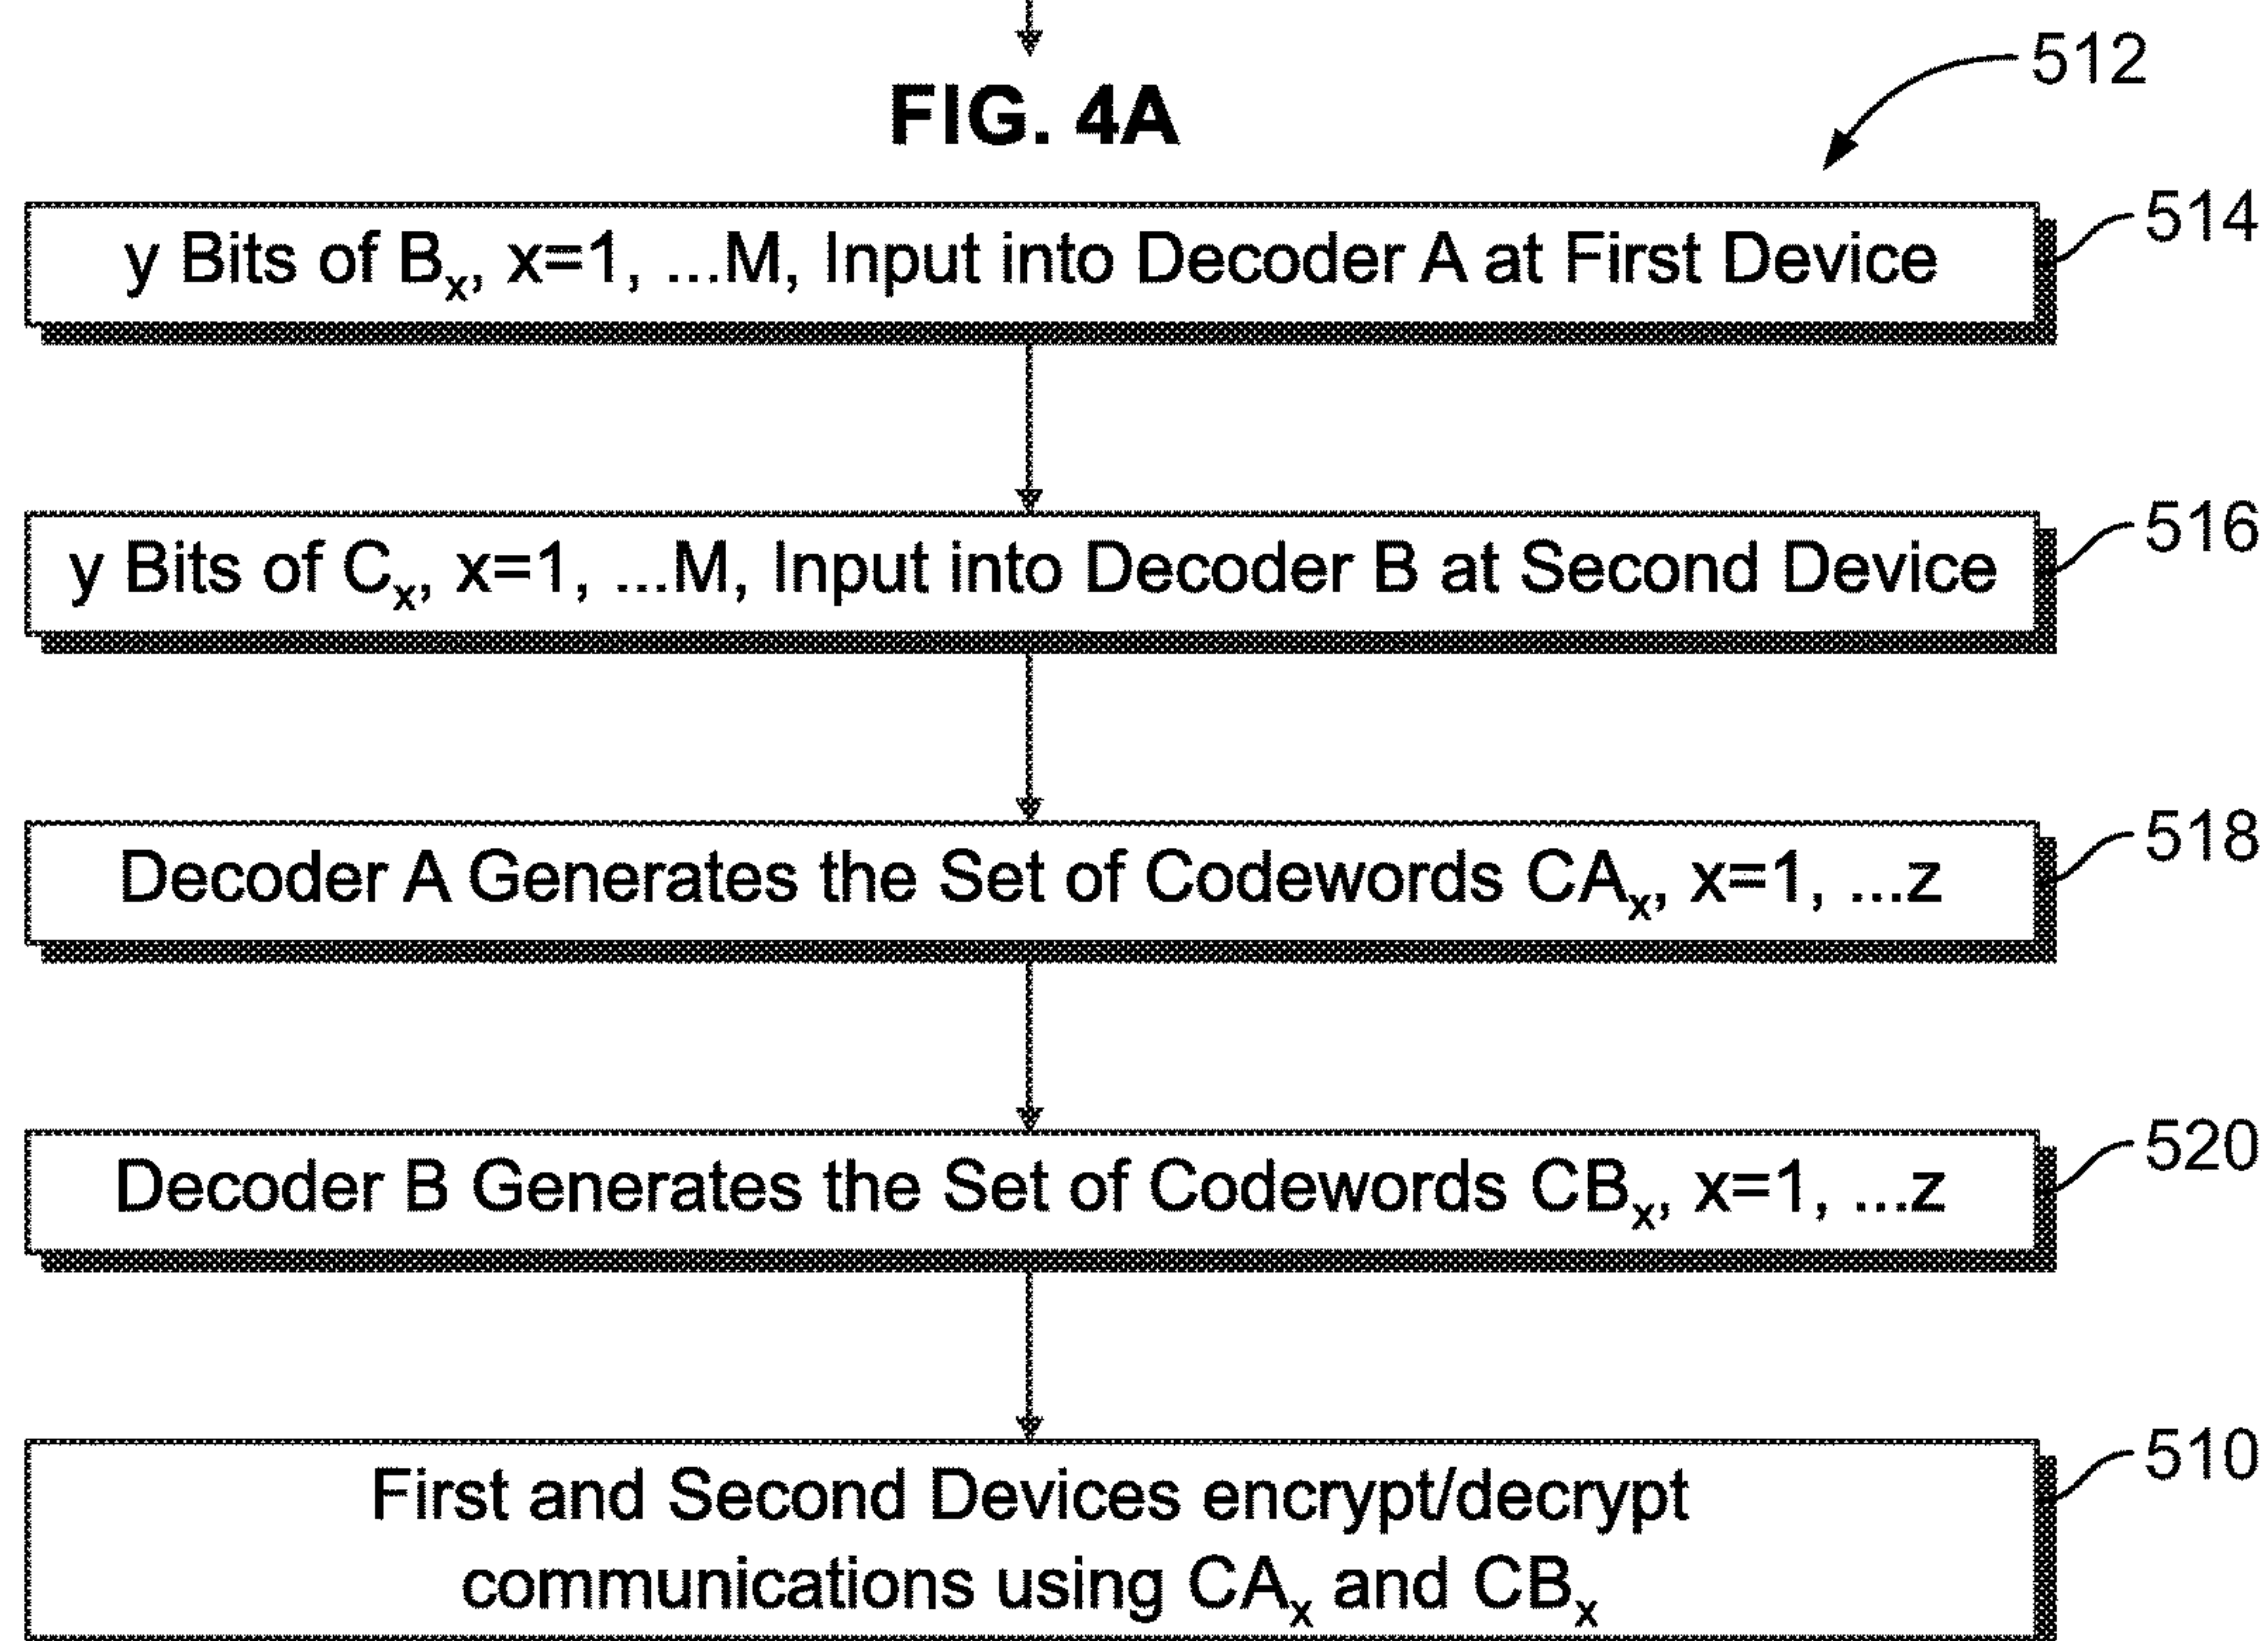 512
FIG. 4A
y Bits of Bₓ, x=1, ...M, Input into Decoder A at First Device
514
y Bits of Cₓ, x=1, ...M, Input into Decoder B at Second Device
516
Decoder A Generates the Set of Codewords CAₓ, x=1, ...z
518
Decoder B Generates the Set of Codewords CBₓ, x=1, ...z
520
First and Second Devices encrypt/decrypt
communications using CAₓ and CBₓ
510